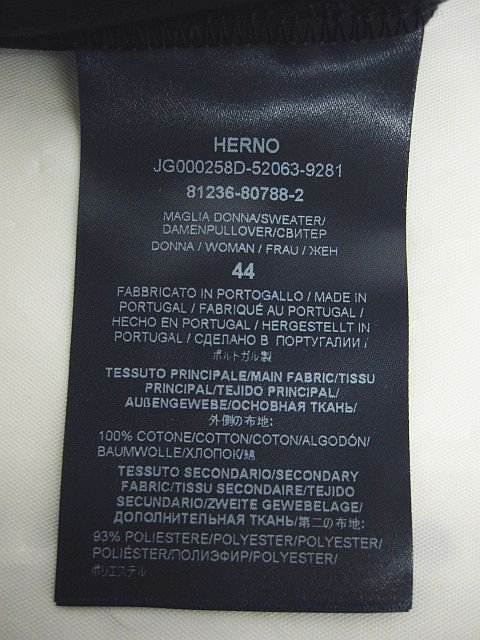 HERNO
JG000258D-52063-9281
81236-80788-2
MAGLIA DONNA/SWEATER/
DAMENPULLOVER/СВИТЕР
DONNA / WOMAN / FRAU / ЖЕН
44
FABBRICATO IN PORTOGALLO / MADE IN
PORTUGAL / FABRIQUÉ AU PORTUGAL /
HECHO EN PORTUGAL / HERGESTELLT IN
PORTUGAL / СДЕЛАНО В ПОРТУГАЛИИ /
ポルトガル製
TESSUTO PRINCIPALE/MAIN FABRIC/TISSU
PRINCIPAL/TEJIDO PRINCIPAL/
AUßENGEWEBE/ОСНОВНАЯ ТКАНЬ/
外側の布地:
100% COTONE/COTTON/COTON/ALGODÓN/
BAUMWOLLE/ХЛОПОК/綿
TESSUTO SECONDARIO/SECONDARY
FABRIC/TISSU SECONDAIRE/TEJIDO
SECUNDARIO/ZWEITE GEWEBELAGE/
ДОПОЛНИТЕЛЬНАЯ ТКАНЬ/第二の布地:
93% POLIESTERE/POLYESTER/POLYESTER/
POLIÉSTER/ПОЛИЭФИР/POLYESTER/
ポリエステル